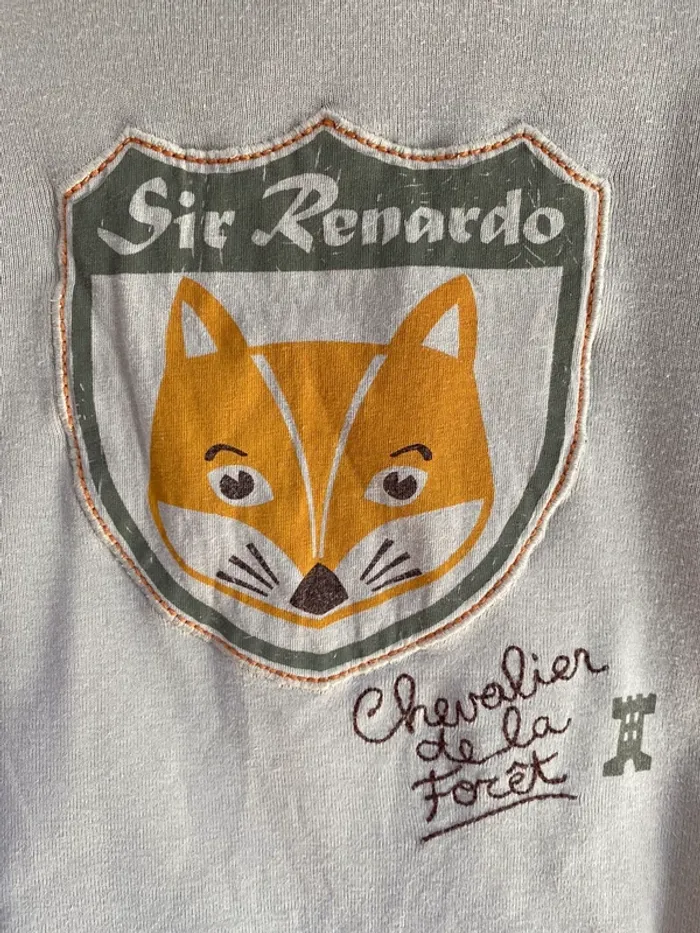 Sir Renardo
Chevalier
de la
Forêt